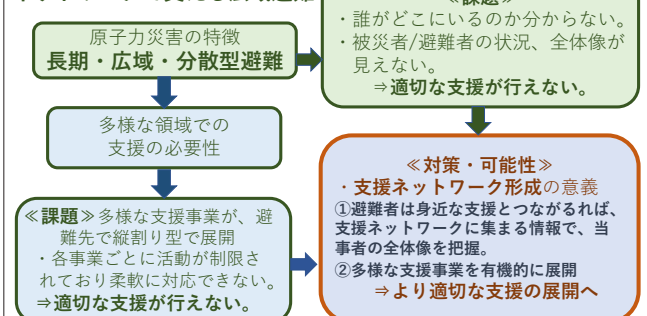 ≪課題≫
・誰がどこにいるのか分からない。
・被災者/避難者の状況、全体像が
見えない。
⇒適切な支援が行えない。
原子力災害の特徴
長期・広域・分散型避難
多様な領域での
支援の必要性
≪課題≫多様な支援事業が、避
難先で縦割り型で展開
・各事業ごとに活動が制限さ
れており柔軟に対応できない。
⇒適切な支援が行えない。
≪対策・可能性≫
・支援ネットワーク形成の意義
①避難者は身近な支援とつながれば、
支援ネットワークに集まる情報で、当
事者の全体像を把握。
②多様な支援事業を有機的に展開
⇒より適切な支援の展開へ